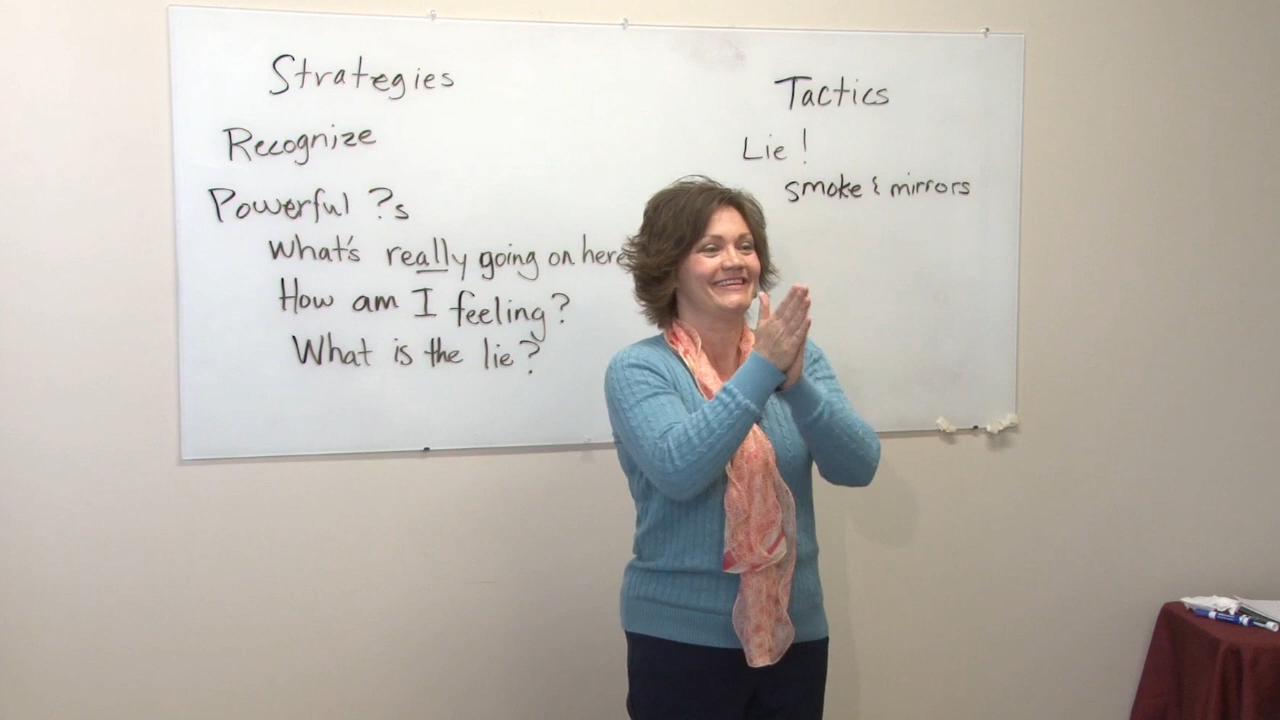 Strategies
Recognize
Powerful ?s
What's really going on here
How am I feeling?
What is the lie?
Tactics
Lie!
smoke & mirrors